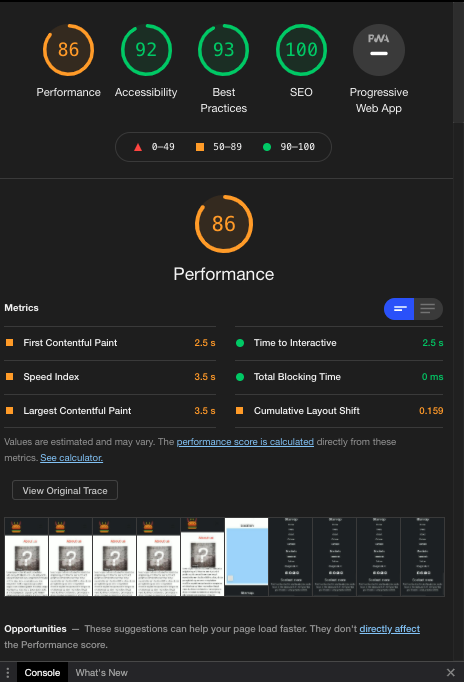 86
92
93
100
PWA
Performance
Accessibility
Best
Practices
SEO
Progressive
Web App
0–49
50–89
90–100
86
Performance
Metrics
First Contentful Paint 2.5 s
Time to Interactive 2.5 s
Speed Index 3.5 s
Total Blocking Time 0 ms
Largest Contentful Paint 3.5 s
Cumulative Layout Shift 0.159
Values are estimated and may vary. The performance score is calculated directly from these
metrics. See calculator.
View Original Trace
Opportunities — These suggestions can help your page load faster. They don't directly affect
the Performance score.
Console
What's New